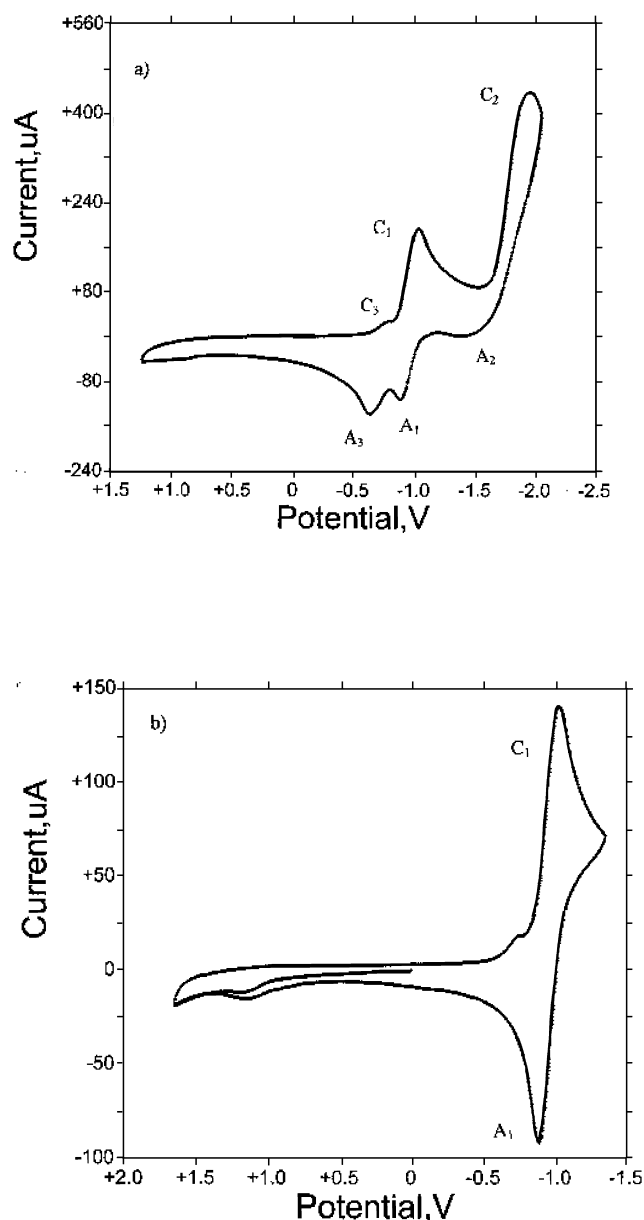 +560
a)
C2
+400
Current,uA
+240
C1
+80
C3
A2
-80
A3
A1
-240
+1.5 +1.0 +0.5 0 -0.5 -1.0 -1.5 -2.0 -2.5
Potential,V
+150
b)
C1
+100
Current,uA
+50
0
-50
A1
-100
+2.0 +1.5 +1.0 +0.5 0 -0.5 -1.0 -1.5
Potential,V